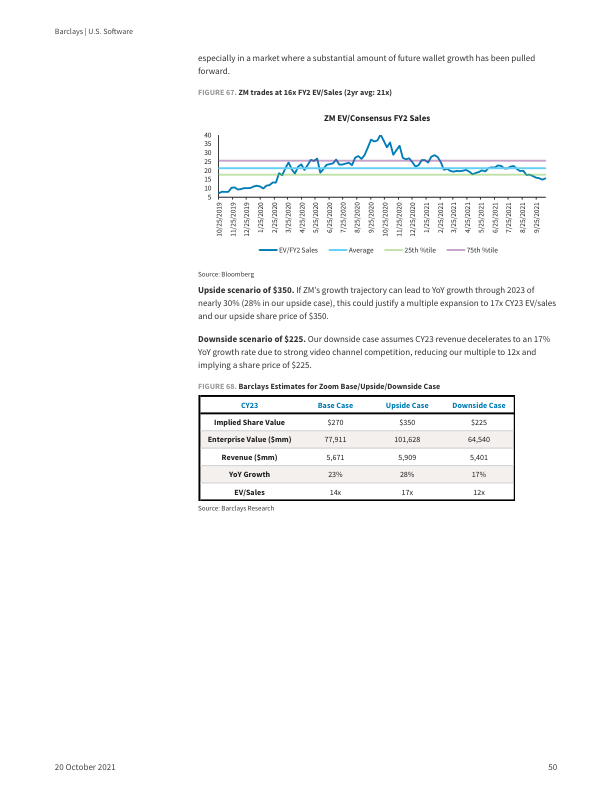 Barclays | U.S. Software
especially in a market where a substantial amount of future wallet growth has been pulled
forward.
FIGURE 67. ZM trades at 16x FY2 EV/Sales (2yr avg: 21x)
ZM EV/Consensus FY2 Sales
40
35
30
25
20
15
10
5
10/25/2019
11/25/2019
12/25/2019
1/25/2020
2/25/2020
3/25/2020
4/25/2020
5/25/2020
6/25/2020
7/25/2020
8/25/2020
9/25/2020
10/25/2020
11/25/2020
12/25/2020
1/25/2021
2/25/2021
3/25/2021
4/25/2021
5/25/2021
6/25/2021
7/25/2021
8/25/2021
9/25/2021
EV/FY2 Sales Average 25th %tile 75th %tile
Source: Bloomberg
Upside scenario of $350. If ZM's growth trajectory can lead to YoY growth through 2023 of
nearly 30% (28% in our upside case), this could justify a multiple expansion to 17x CY23 EV/sales
and our upside share price of $350.
Downside scenario of $225. Our downside case assumes CY23 revenue decelerates to an 17%
YoY growth rate due to strong video channel competition, reducing our multiple to 12x and
implying a share price of $225.
FIGURE 68. Barclays Estimates for Zoom Base/Upside/Downside Case
CY23 Base Case Upside Case Downside Case
Implied Share Value $270 $350 $225
Enterprise Value ($mm) 77,911 101,628 64,540
Revenue ($mm) 5,671 5,909 5,401
YoY Growth 23% 28% 17%
EV/Sales 14x 17x 12x
Source: Barclays Research
20 October 2021 50